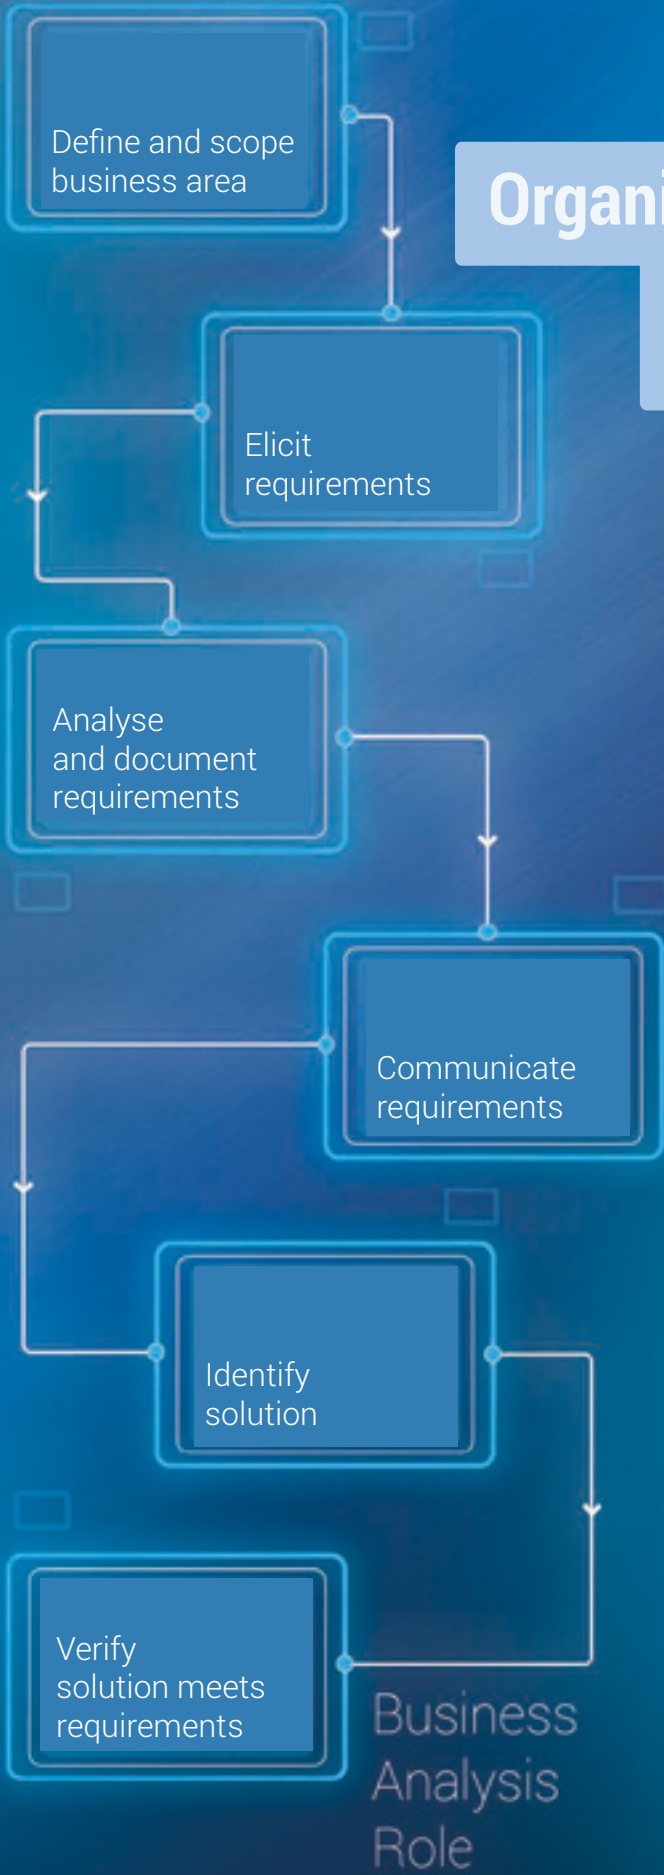 Define and scope
business area
Organi
Elicit
requirements
Analyse
and document
requirements
Communicate
requirements
Identify
solution
Verify
solution meets
requirements
Business
Analysis
Role